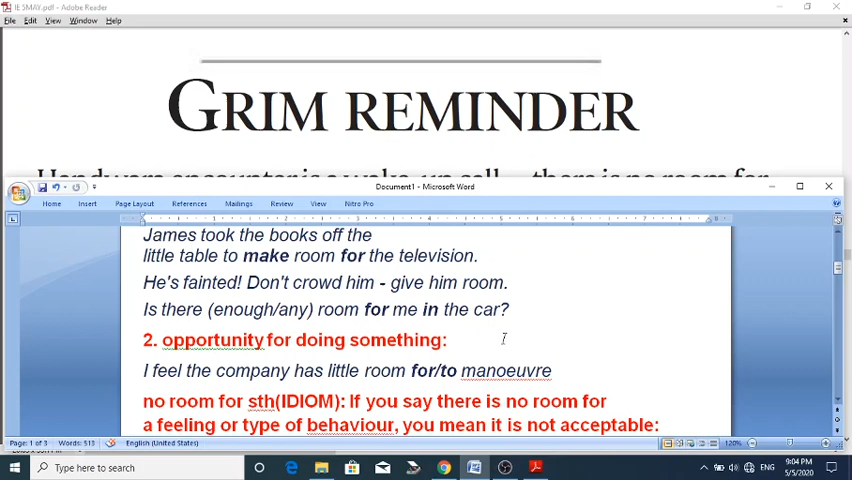 IE 5MAY.pdf - Adobe Reader
File Edit View Window Help
GRIM REMINDER
Document1 - Microsoft Word
Home Insert Page Layout References Mailings Review View Nitro Pro
James took the books off the
little table to make room for the television.
He's fainted! Don't crowd him - give him room.
Is there (enough/any) room for me in the car?
2. opportunity for doing something:
I feel the company has little room for/to manoeuvre
no room for sth(IDIOM): If you say there is no room for
a feeling or type of behaviour, you mean it is not acceptable:
Page: 1 of 3 Words: 513 English (United States) 120%
Type here to search
ENG
9:04 PM
5/5/2020